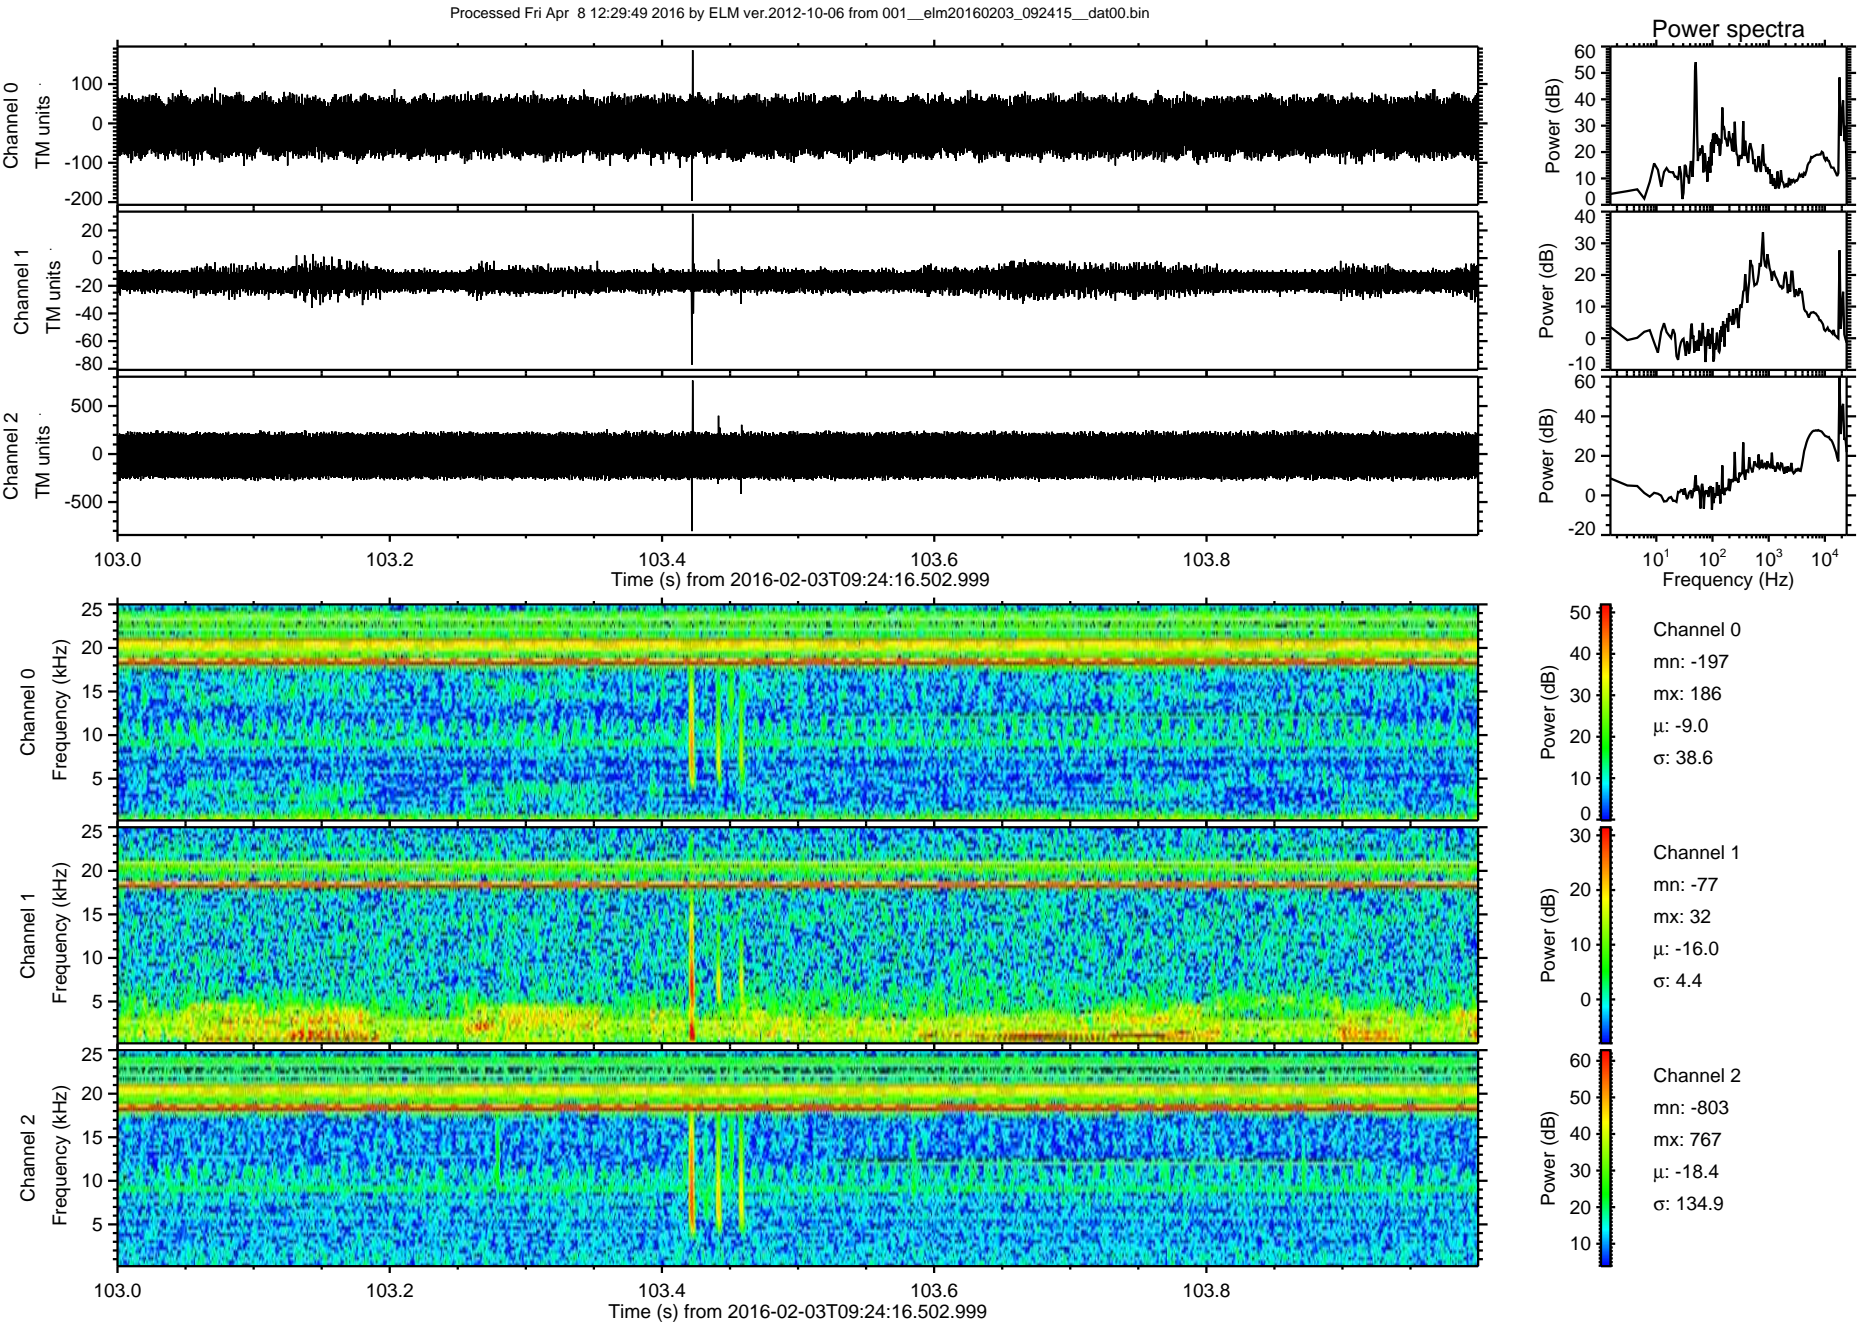 Processed Fri Apr 8 12:29:49 2016 by ELM ver.2012-10-06 from 001__elm20160203_092415__dat00.bin
Power spectra
Channel 0
TM units
100
0
-100
-200
Power (dB)
60
50
40
30
20
10
0
Channel 1
TM units
20
0
-20
-40
-60
-80
Power (dB)
40
30
20
10
0
-10
Channel 2
TM units
500
0
-500
Power (dB)
60
40
20
0
-20
103.0 103.2 103.4 103.6 103.8
Time (s) from 2016-02-03T09:24:16.502.999
10^1 10^2 10^3 10^4
Frequency (Hz)
Channel 0
Frequency (kHz)
25
20
15
10
5
Power (dB)
50
40
30
20
10
0
Channel 0
mn: -197
mx: 186
μ: -9.0
σ: 38.6
Channel 1
Frequency (kHz)
25
20
15
10
5
Power (dB)
30
20
10
0
Channel 1
mn: -77
mx: 32
μ: -16.0
σ: 4.4
Channel 2
Frequency (kHz)
25
20
15
10
5
Power (dB)
60
50
40
30
20
10
Channel 2
mn: -803
mx: 767
μ: -18.4
σ: 134.9
103.0 103.2 103.4 103.6 103.8
Time (s) from 2016-02-03T09:24:16.502.999